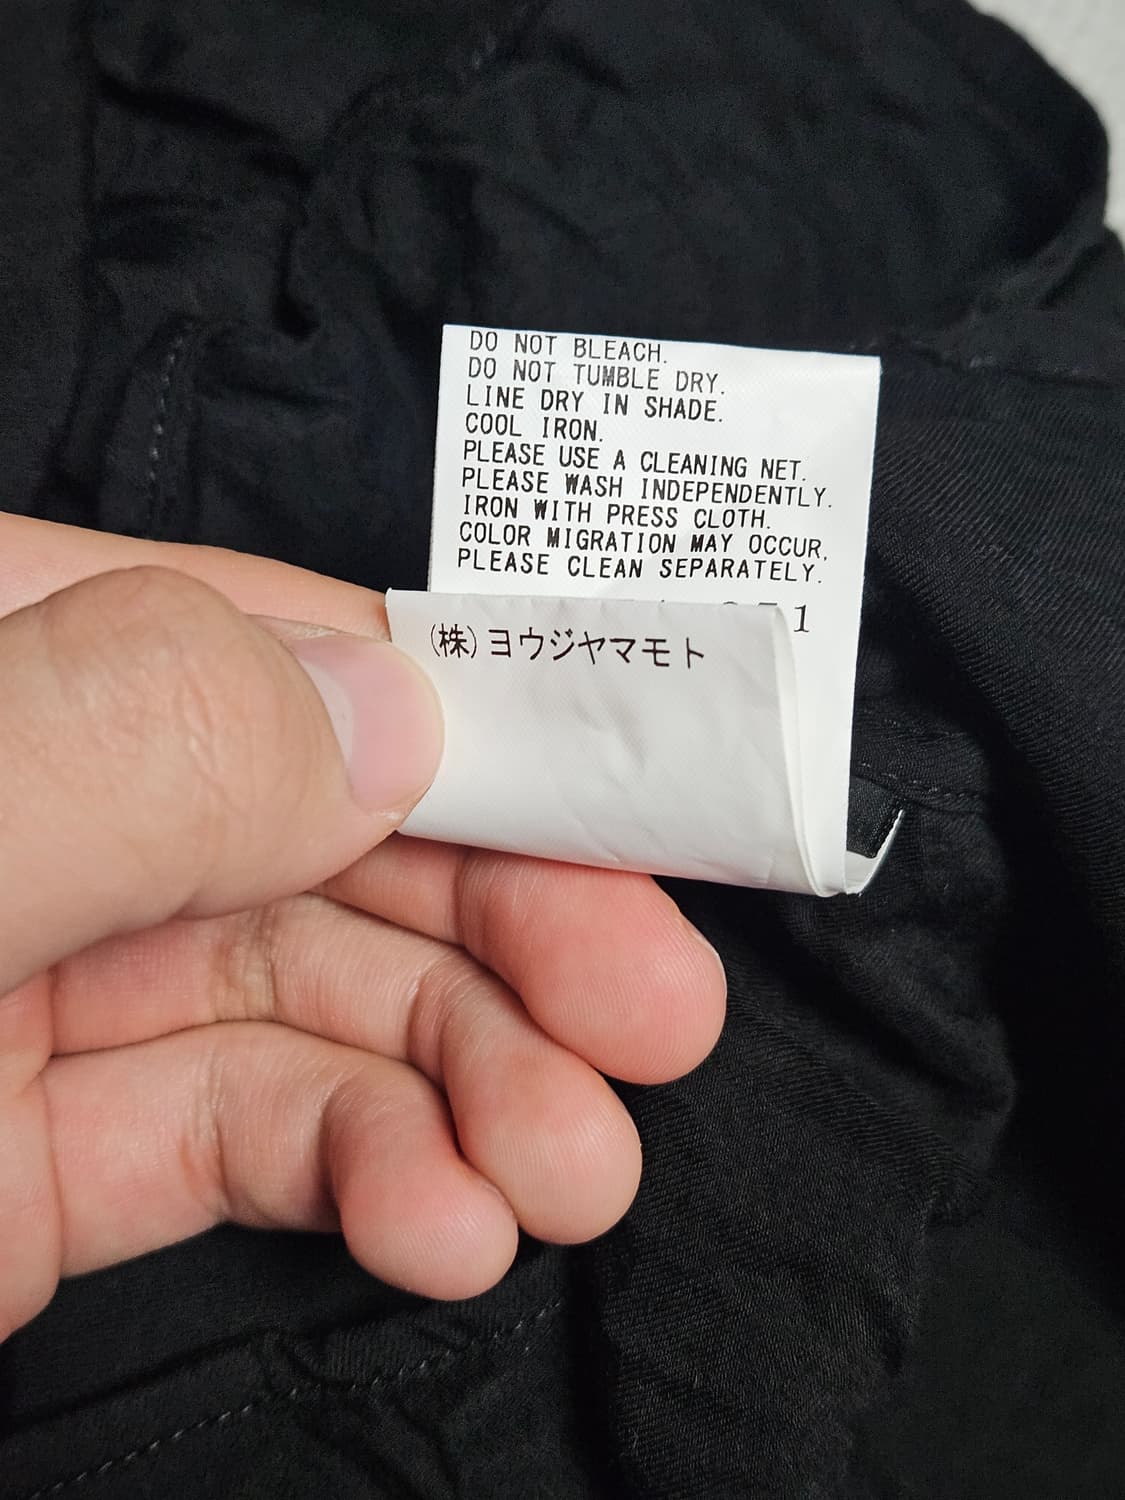 DO NOT BLEACH.
DO NOT TUMBLE DRY.
LINE DRY IN SHADE.
COOL IRON.
PLEASE USE A CLEANING NET.
PLEASE WASH INDEPENDENTLY.
IRON WITH PRESS CLOTH.
COLOR MIGRATION MAY OCCUR,
PLEASE CLEAN SEPARATELY.
(株)ヨウジヤマモト